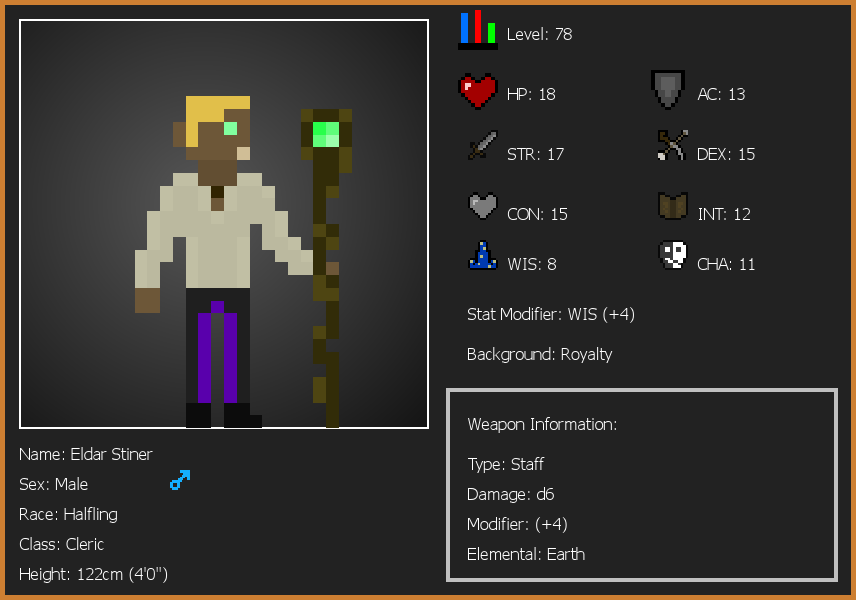 Level: 78
HP: 18
AC: 13
STR: 17
DEX: 15
CON: 15
INT: 12
WIS: 8
CHA: 11
Stat Modifier: WIS (+4)
Background: Royalty
Weapon Information:
Type: Staff
Damage: d6
Modifier: (+4)
Elemental: Earth
Name: Eldar Stiner
Sex: Male
Race: Halfling
Class: Cleric
Height: 122cm (4'0")